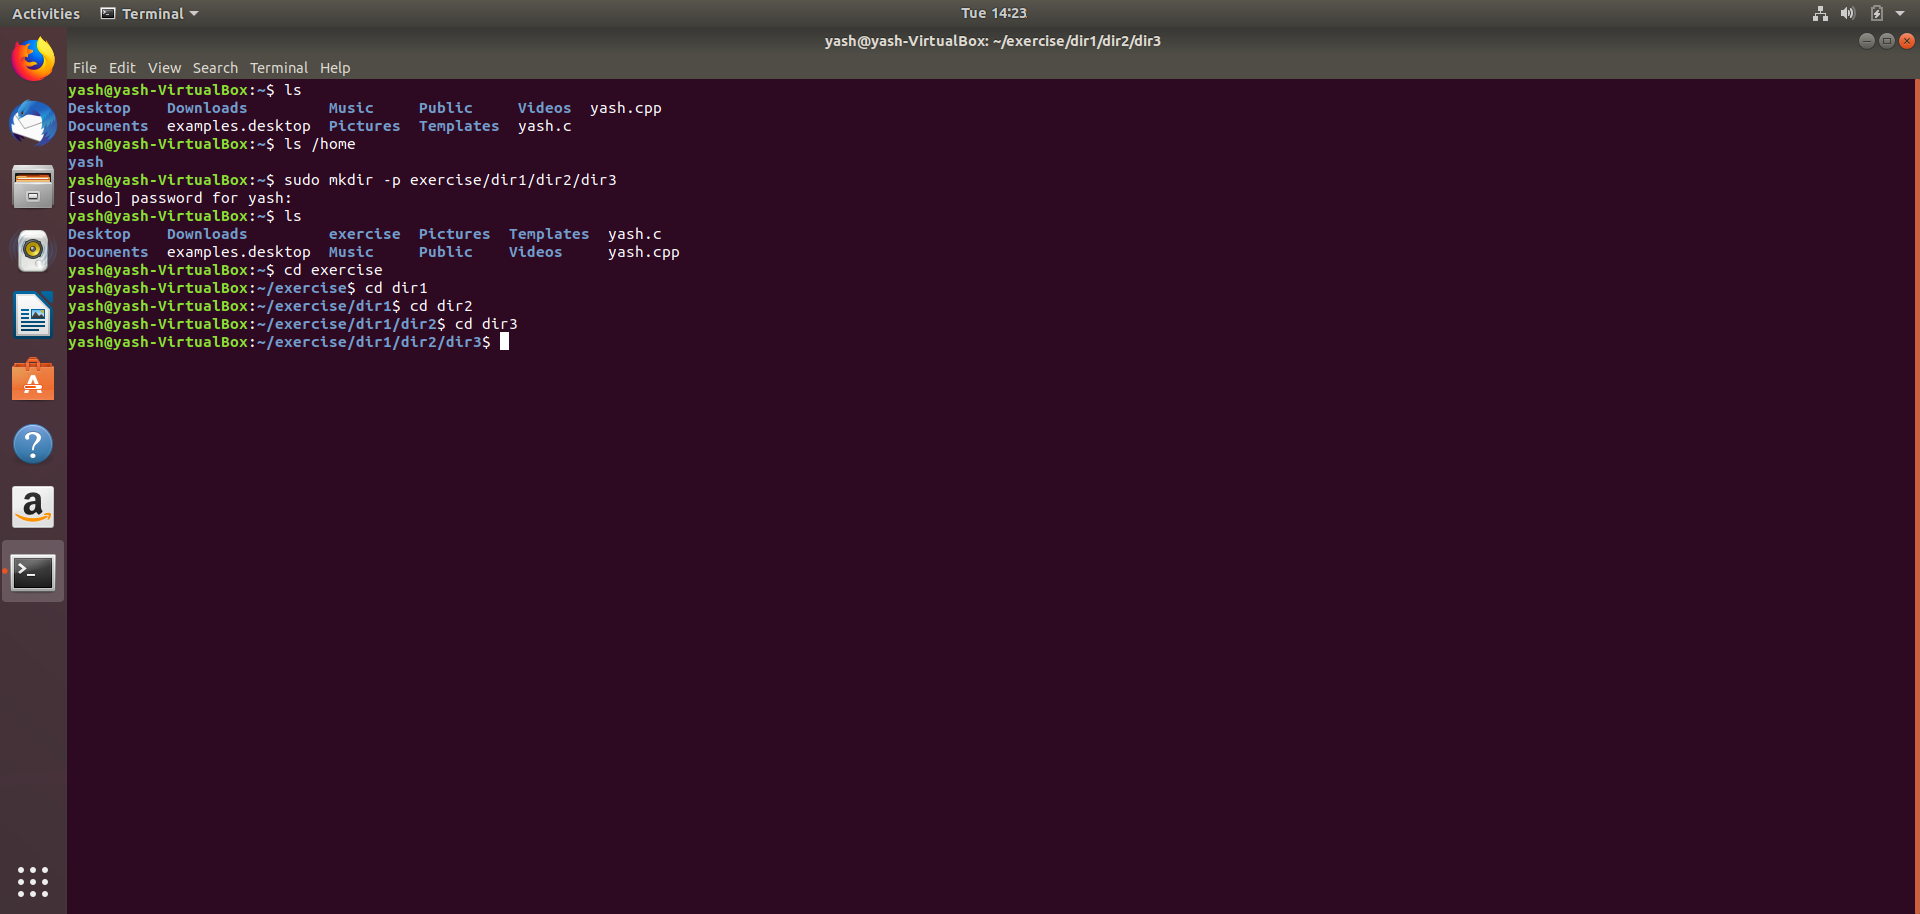 Activities Terminal Tue 14:23
yash@yash-VirtualBox: ~/exercise/dir1/dir2/dir3
File Edit View Search Terminal Help
yash@yash-VirtualBox:~$ ls
Desktop Downloads Music Public Videos yash.cpp
Documents examples.desktop Pictures Templates yash.c
yash@yash-VirtualBox:~$ ls /home
yash
yash@yash-VirtualBox:~$ sudo mkdir -p exercise/dir1/dir2/dir3
[sudo] password for yash:
yash@yash-VirtualBox:~$ ls
Desktop Downloads exercise Pictures Templates yash.c
Documents examples.desktop Music Public Videos yash.cpp
yash@yash-VirtualBox:~$ cd exercise
yash@yash-VirtualBox:~/exercise$ cd dir1
yash@yash-VirtualBox:~/exercise/dir1$ cd dir2
yash@yash-VirtualBox:~/exercise/dir1/dir2$ cd dir3
yash@yash-VirtualBox:~/exercise/dir1/dir2/dir3$